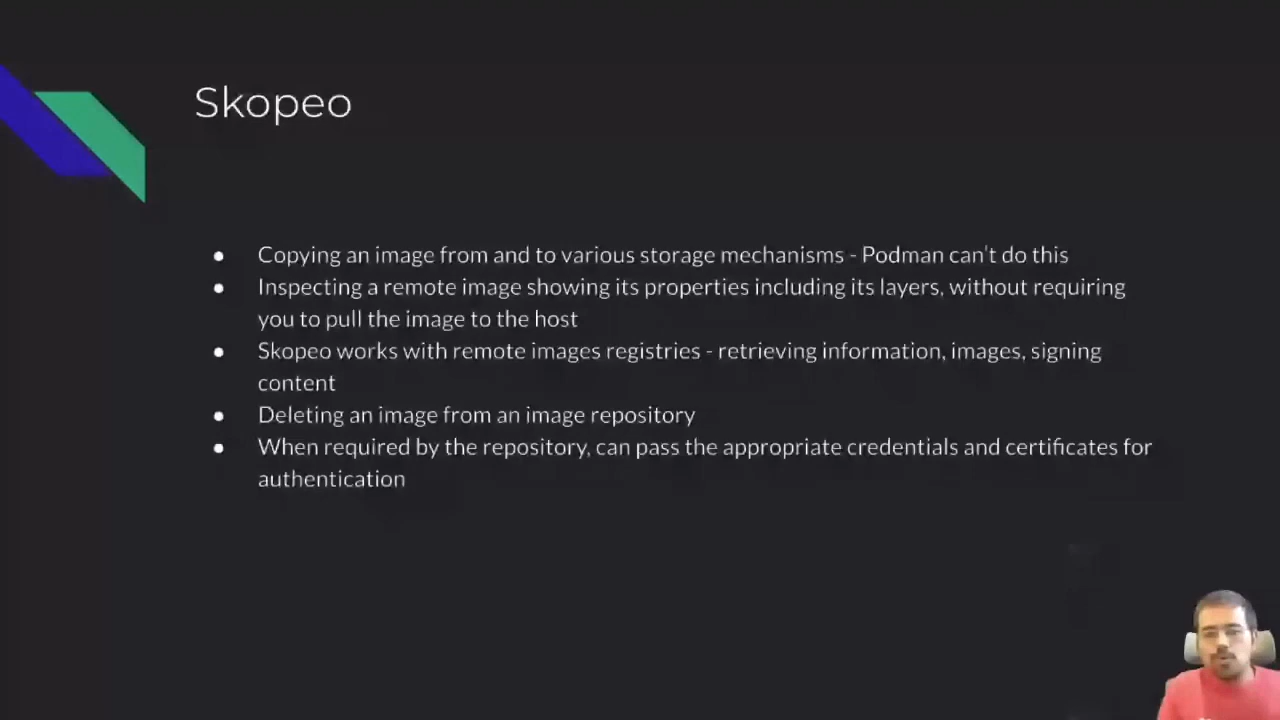 Skopeo
● Copying an image from and to various storage mechanisms - Podman can't do this
● Inspecting a remote image showing its properties including its layers, without requiring
you to pull the image to the host
● Skopeo works with remote images registries - retrieving information, images, signing
content
● Deleting an image from an image repository
● When required by the repository, can pass the appropriate credentials and certificates for
authentication